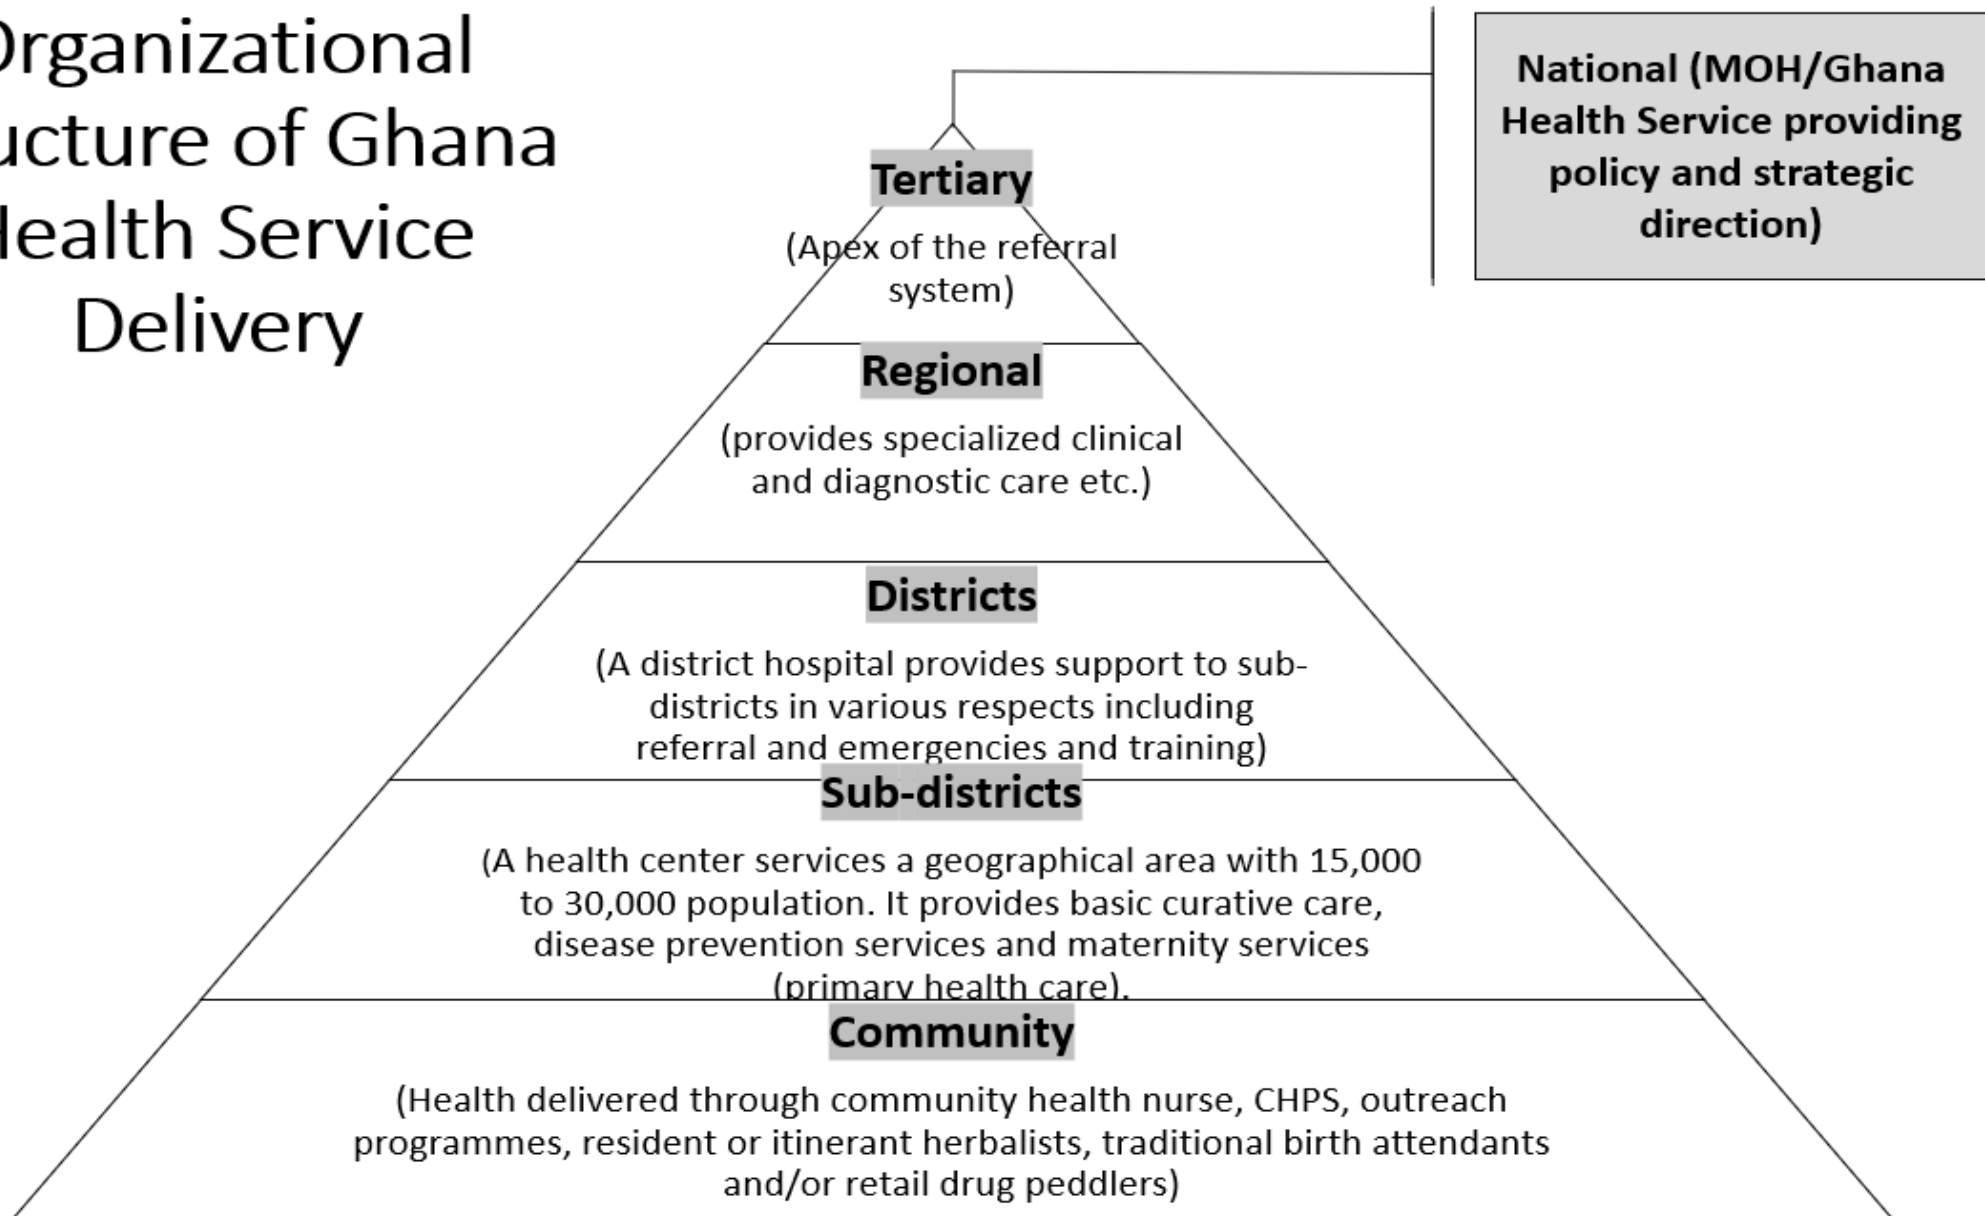 Organizational
ucture of Ghana
Health Service
Delivery
National (MOH/Ghana
Health Service providing
policy and strategic
direction)
Tertiary
(Apex of the referral
system)
Regional
(provides specialized clinical
and diagnostic care etc.)
Districts
(A district hospital provides support to sub-
districts in various respects including
referral and emergencies and training)
Sub-districts
(A health center services a geographical area with 15,000
to 30,000 population. It provides basic curative care,
disease prevention services and maternity services
(primary health care).
Community
(Health delivered through community health nurse, CHPS, outreach
programmes, resident or itinerant herbalists, traditional birth attendants
and/or retail drug peddlers)